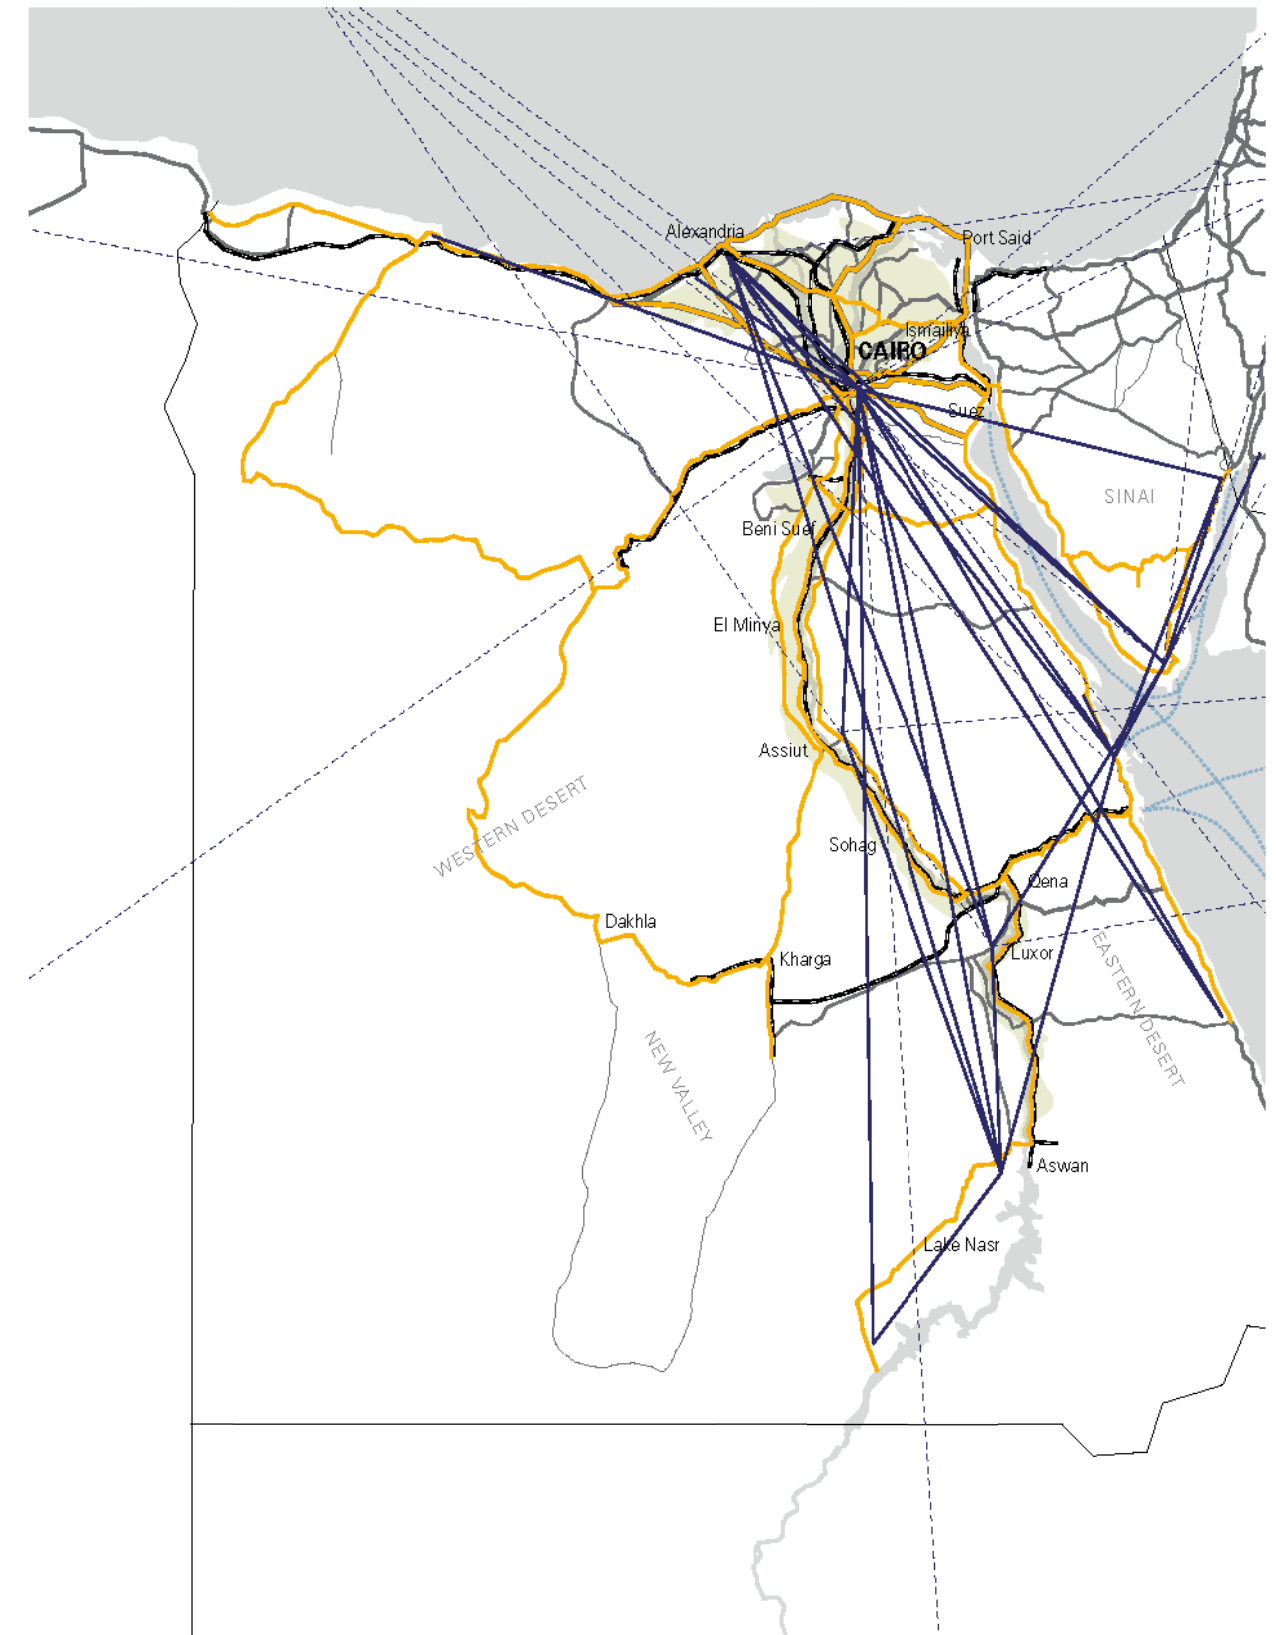 Alexandria
Port Said
Ismailiya
CAIRO
Suez
SINAI
Beni Suef
El Minya
Assiut
WESTERN DESERT
Sohag
Qena
Dakhla
Kharga
Luxor
EASTERN DESERT
NEW VALLEY
Aswan
Lake Nasr